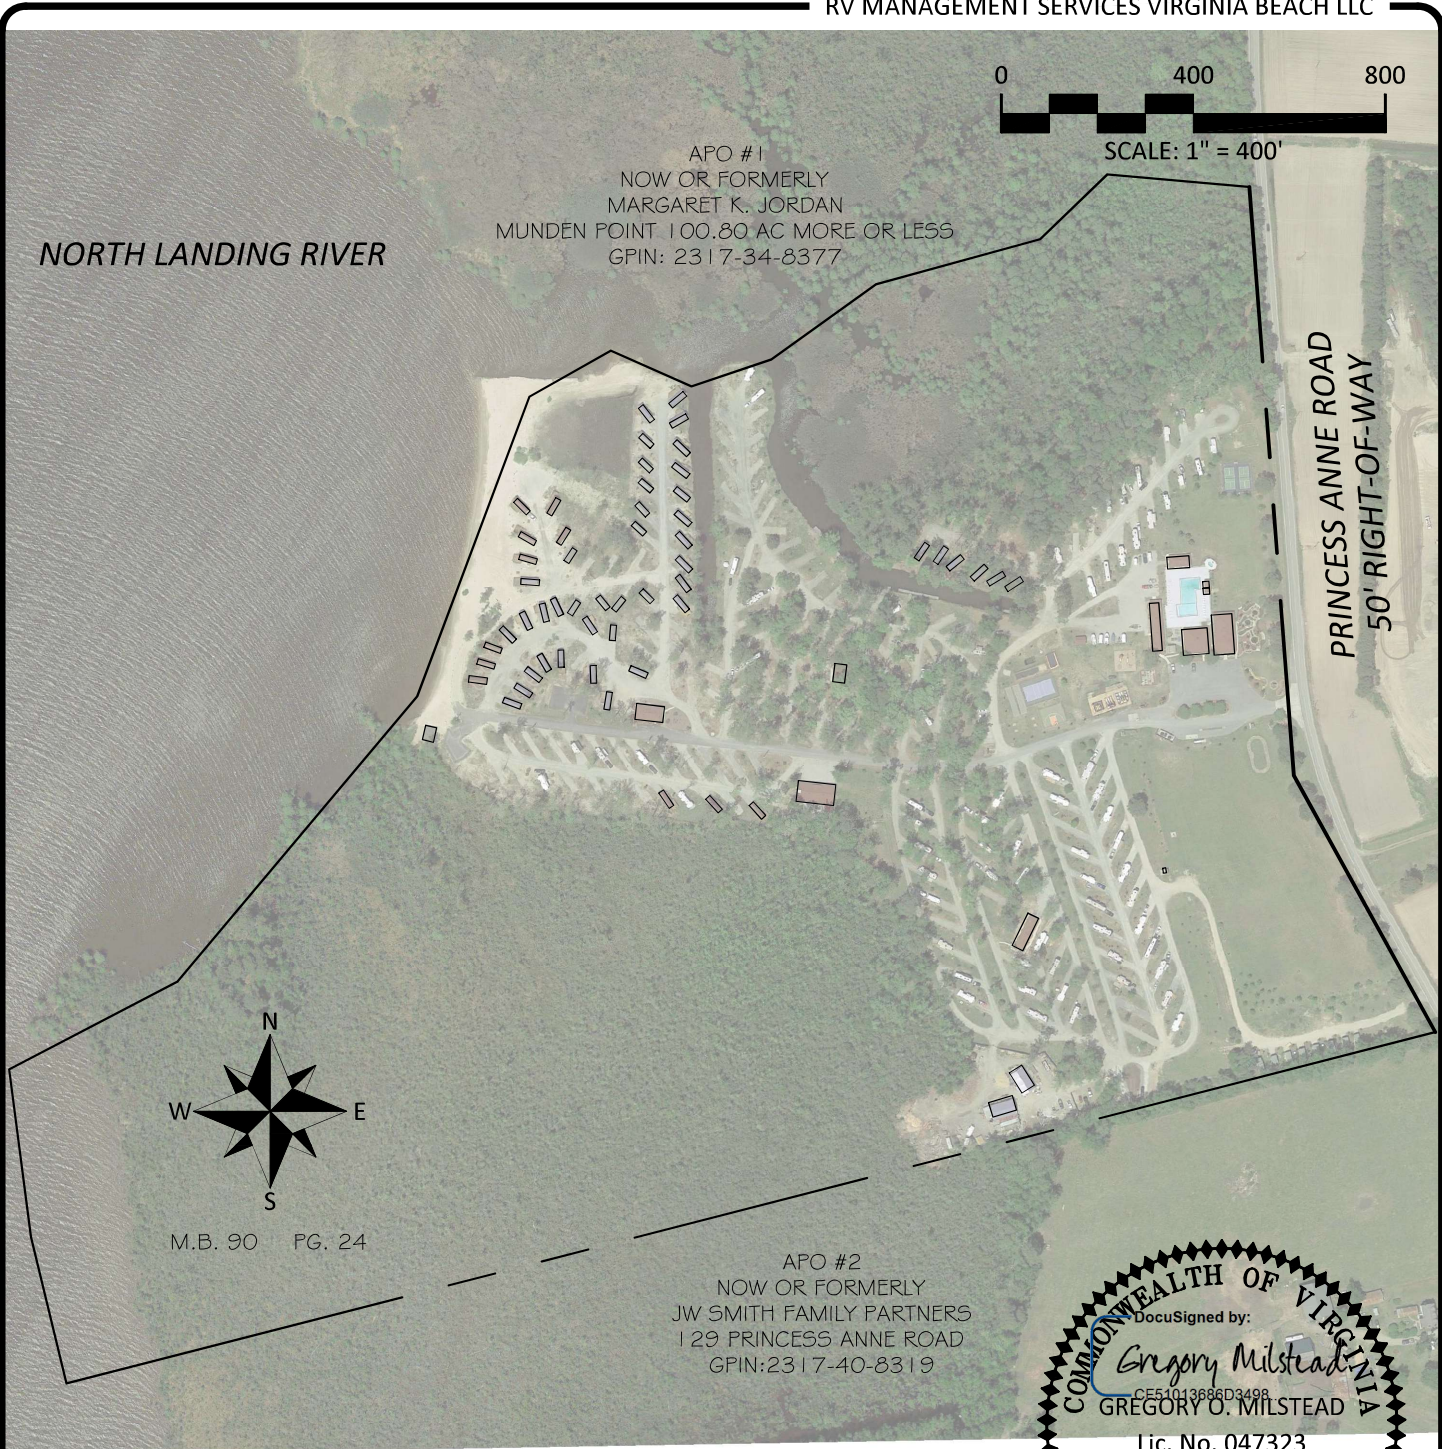 RV MANAGEMENT SERVICES VIRGINIA BEACH LLC
0 400 800
SCALE: 1" = 400'
APO #1
NOW OR FORMERLY
MARGARET K. JORDAN
MUNDEN POINT 100.80 AC MORE OR LESS
GPIN: 2317-34-8377
NORTH LANDING RIVER
PRINCESS ANNE ROAD
50' RIGHT-OF-WAY
N
W E
S
M.B. 90 PG. 24
APO #2
NOW OR FORMERLY
JW SMITH FAMILY PARTNERS
129 PRINCESS ANNE ROAD
GPIN:2317-40-8319
COMMONWEALTH OF VIRGINIA
DocuSigned by:
Gregory Milstead
CE51013686D3498...
GREGORY O. MILSTEAD
Lic. No. 047323